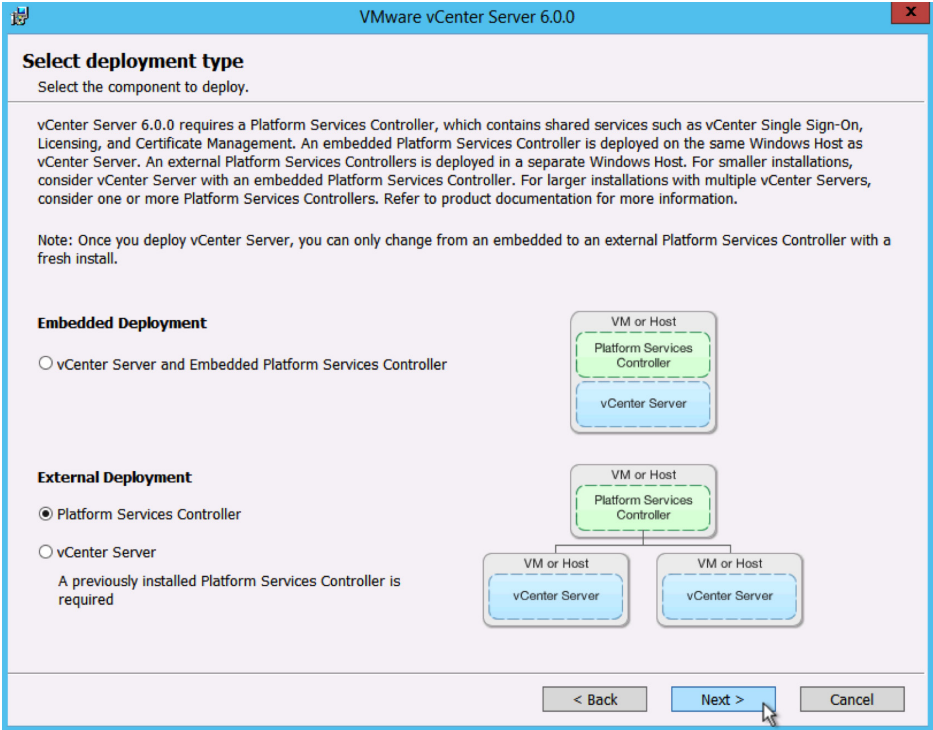 VMware vCenter Server 6.0.0
x
Select deployment type
Select the component to deploy.
vCenter Server 6.0.0 requires a Platform Services Controller, which contains shared services such as vCenter Single Sign-On,
Licensing, and Certificate Management. An embedded Platform Services Controller is deployed on the same Windows Host as
vCenter Server. An external Platform Services Controllers is deployed in a separate Windows Host. For smaller installations,
consider vCenter Server with an embedded Platform Services Controller. For larger installations with multiple vCenter Servers,
consider one or more Platform Services Controllers. Refer to product documentation for more information.
Note: Once you deploy vCenter Server, you can only change from an embedded to an external Platform Services Controller with a
fresh install.
Embedded Deployment
vCenter Server and Embedded Platform Services Controller
VM or Host
Platform Services
Controller
vCenter Server
External Deployment
Platform Services Controller
vCenter Server
A previously installed Platform Services Controller is
required
VM or Host
Platform Services
Controller
VM or Host
vCenter Server
VM or Host
vCenter Server
< Back
Next >
Cancel